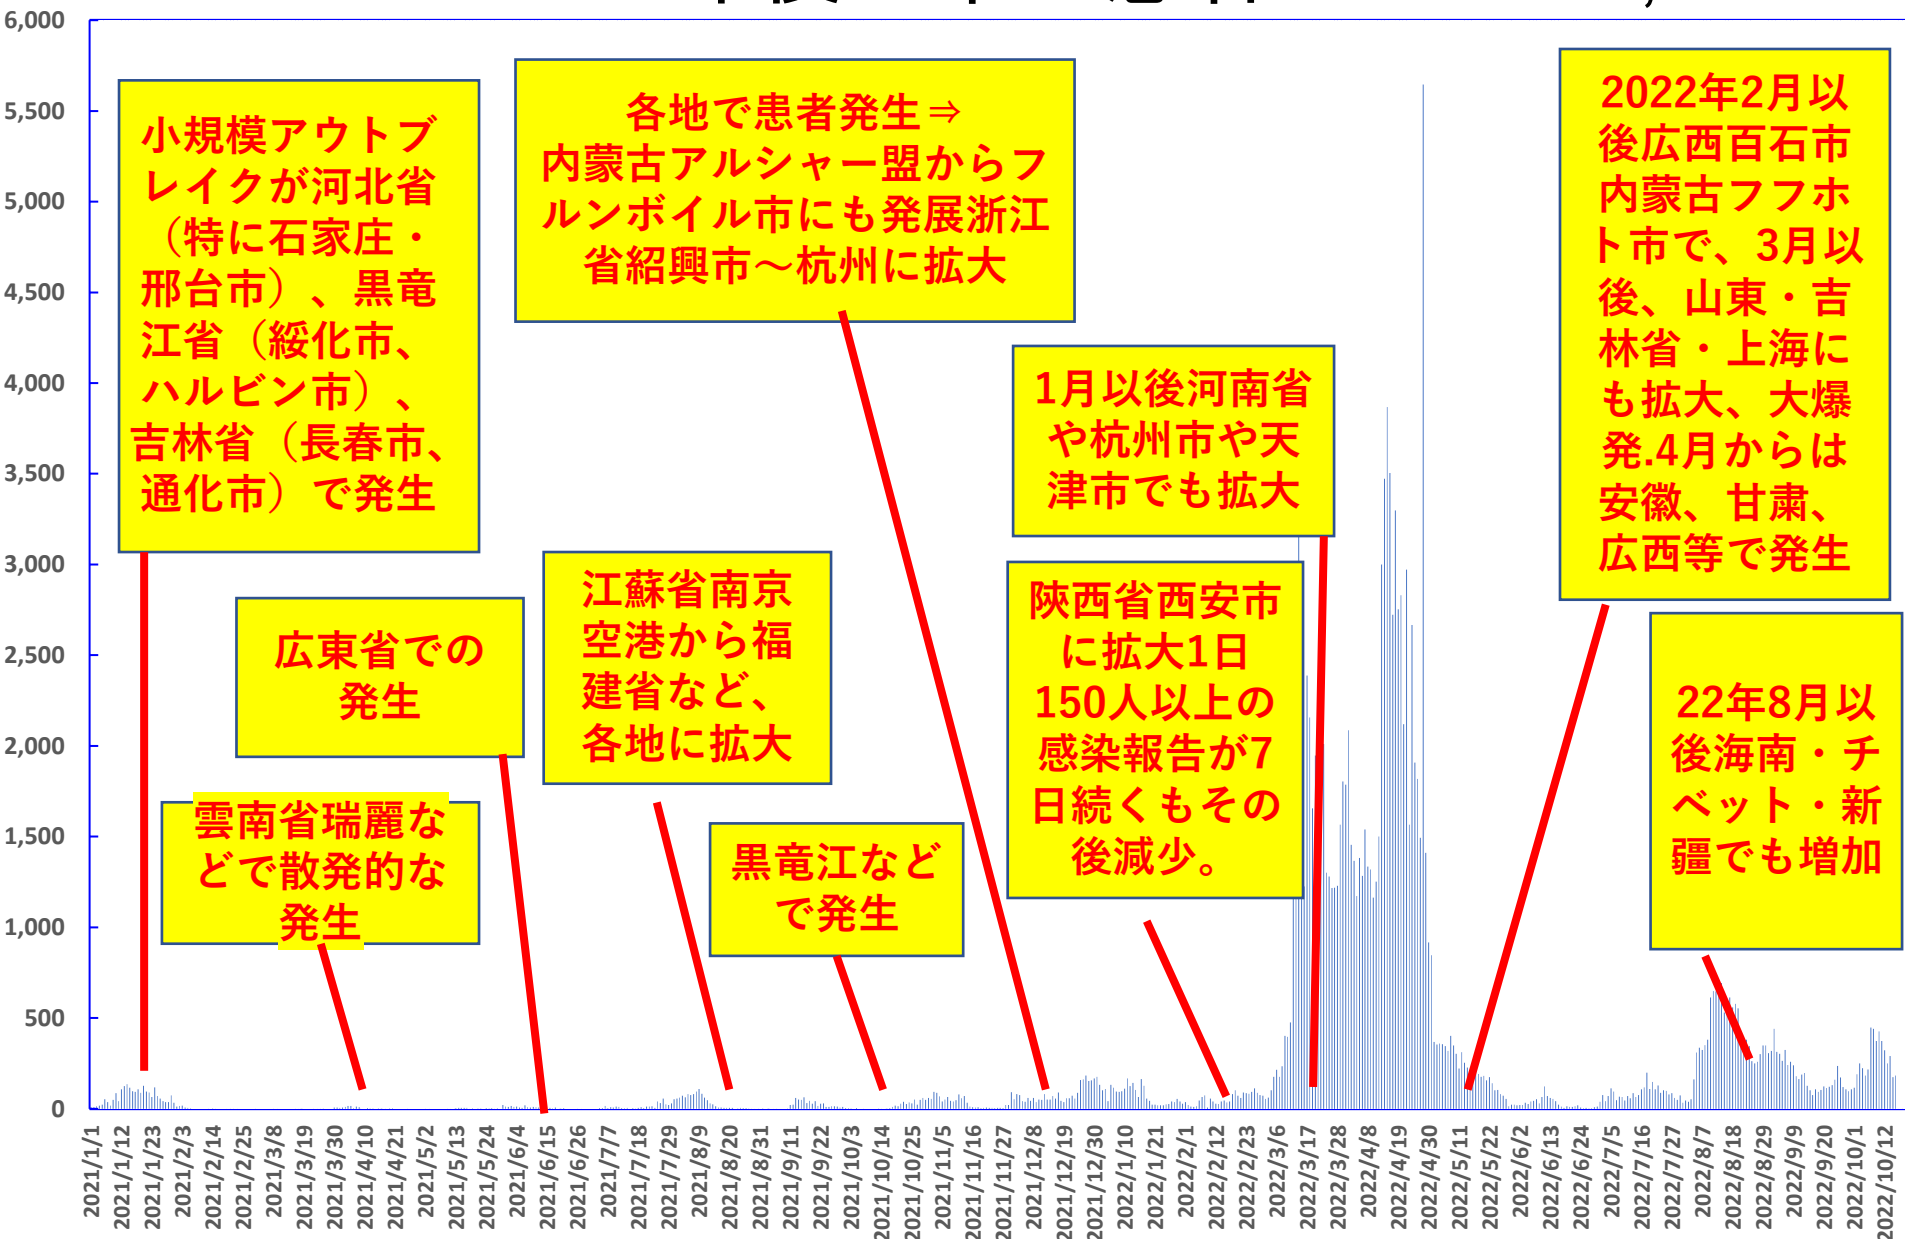 6,000
5,500
5,000
4,500
4,000
3,500
3,000
2,500
2,000
1,500
1,000
500
0
小規模アウトブ
レイクが河北省
（特に石家庄・
邢台市）、黒竜
江省（綏化市、
ハルビン市）、
吉林省（長春市、
通化市）で発生
各地で患者発生⇒
内蒙古アルシャー盟からフ
ルンボイル市にも発展浙江
省紹興市～杭州に拡大
2022年2月以
後広西百石市
内蒙古フフホ
ト市で、3月以
後、山東・吉
林省・上海に
も拡大、大爆
発.4月からは
安徽、甘粛、
広西等で発生
1月以後河南省
や杭州市や天
津市でも拡大
広東省での
発生
江蘇省南京
空港から福
建省など、
各地に拡大
陝西省西安市
に拡大1日
150人以上の
感染報告が7
日続くもその
後減少。
22年8月以
後海南・チ
ベット・新
疆でも増加
雲南省瑞麗な
どで散発的な
発生
黒竜江など
で発生
2021/1/1
2021/1/12
2021/1/23
2021/2/3
2021/2/14
2021/2/25
2021/3/8
2021/3/19
2021/3/30
2021/4/10
2021/4/21
2021/5/2
2021/5/13
2021/5/24
2021/6/4
2021/6/15
2021/6/26
2021/7/7
2021/7/18
2021/7/29
2021/8/9
2021/8/20
2021/8/31
2021/9/11
2021/9/22
2021/10/3
2021/10/14
2021/10/25
2021/11/5
2021/11/16
2021/11/27
2021/12/8
2021/12/19
2021/12/30
2022/1/10
2022/1/21
2022/2/1
2022/2/12
2022/2/23
2022/3/6
2022/3/17
2022/3/28
2022/4/8
2022/4/19
2022/4/30
2022/5/11
2022/5/22
2022/6/2
2022/6/13
2022/6/24
2022/7/5
2022/7/16
2022/7/27
2022/8/7
2022/8/18
2022/8/29
2022/9/9
2022/9/20
2022/10/1
2022/10/12